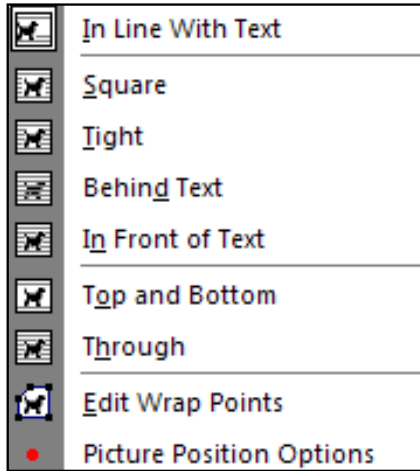 In Line With Text
Square
Tight
Behind Text
In Front of Text
Top and Bottom
Through
Edit Wrap Points
Picture Position Options